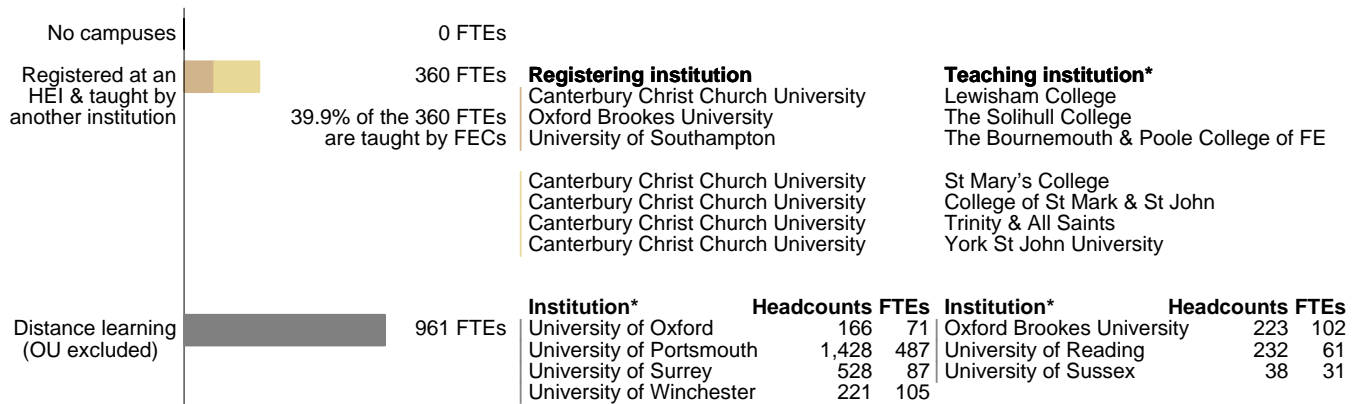 No campuses 0 FTEs
Registered at an 360 FTEs Registering institution Teaching institution*
HEI & taught by Canterbury Christ Church University Lewisham College
another institution 39.9% of the 360 FTEs Oxford Brookes University The Solihull College
are taught by FECs University of Southampton The Bournemouth & Poole College of FE
Canterbury Christ Church University St Mary's College
Canterbury Christ Church University College of St Mark & St John
Canterbury Christ Church University Trinity & All Saints
Canterbury Christ Church University York St John University
Institution* Headcounts FTEs Institution* Headcounts FTEs
Distance learning 961 FTEs University of Oxford 166 71 Oxford Brookes University 223 102
(OU excluded) University of Portsmouth 1,428 487 University of Reading 232 61
University of Surrey 528 87 University of Sussex 38 31
University of Winchester 221 105